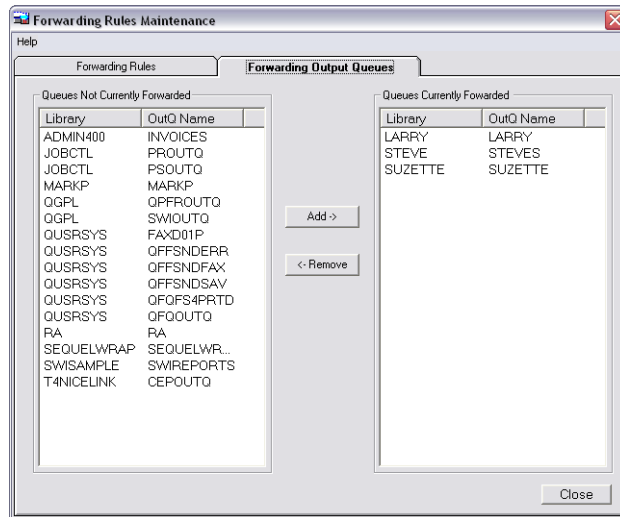 Forwarding Rules Maintenance
Help
Forwarding Rules Forwarding Output Queues
Queues Not Currently Forwarded
Library OutQ Name
ADMIN400 INVOICES
JOBCTL PROUTQ
JOBCTL PSOUTQ
MARKP MARKP
QGPL QPFROUTQ
QGPL SWIOUTQ
QUSRSYS FAXD01P
QUSRSYS QFFSNDERR
QUSRSYS QFFSNDFAX
QUSRSYS QFFSNDSAV
QUSRSYS QFQFS4PRTD
QUSRSYS QFQOUTQ
RA RA
SEQUELWRAP SEQUELWR...
SWISAMPLE SWIREPORTS
T4NICELINK CEPOUTQ
Add ->
<- Remove
Queues Currently Fowarded
Library OutQ Name
LARRY LARRY
STEVE STEVES
SUZETTE SUZETTE
Close